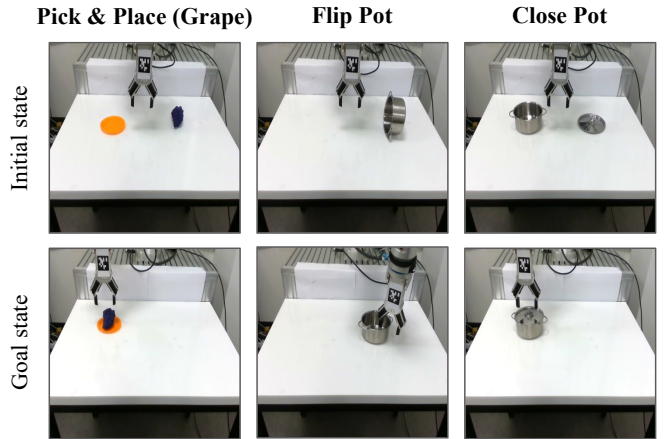 Pick & Place (Grape) Flip Pot Close Pot
Initial state
Goal state